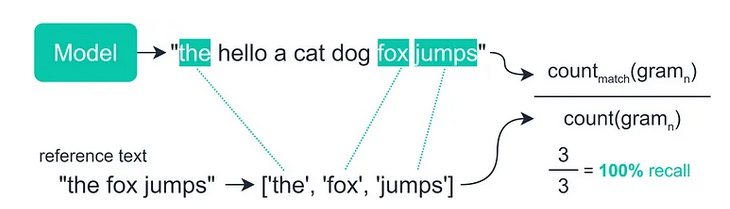 Model
"the hello a cat dog fox jumps"
count_match(gram_n)
count(gram_n)
reference text
"the fox jumps"
['the', 'fox', 'jumps']
3
3
= 100% recall